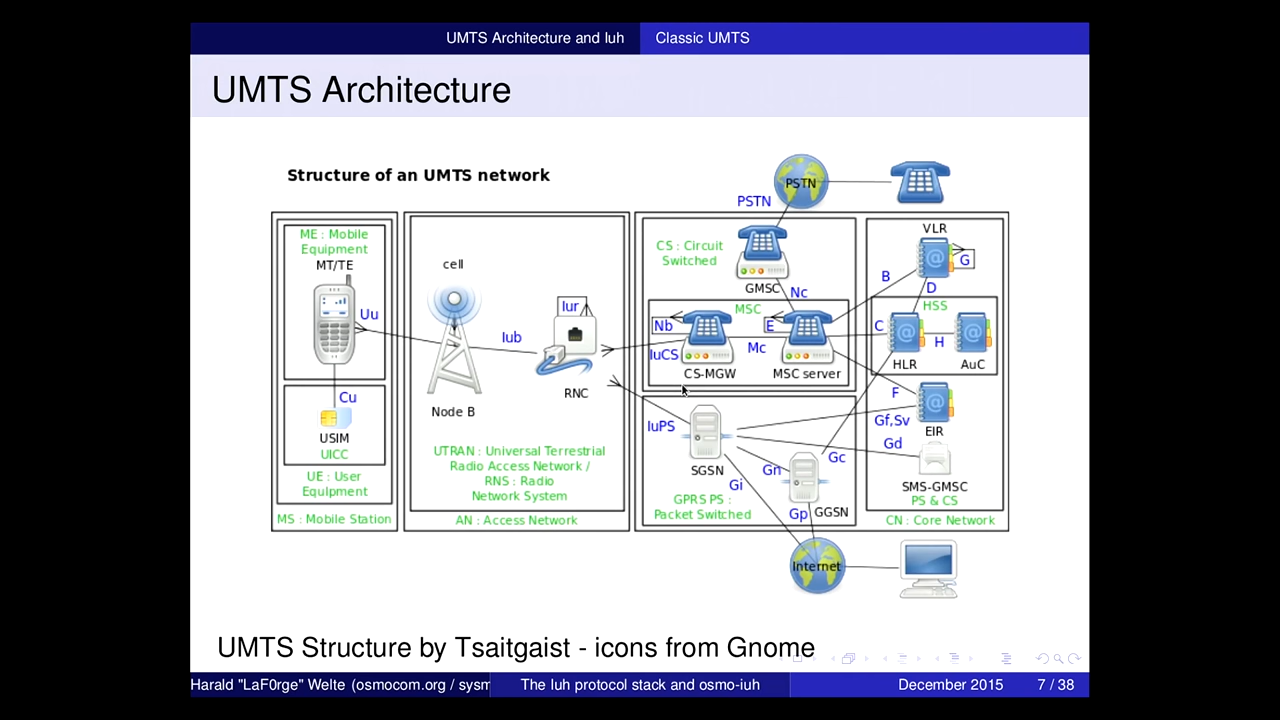 UMTS Architecture and Iuh
Classic UMTS
UMTS Architecture
Structure of an UMTS network
PSTN
PSTN
ME : Mobile
Equipment
MT/TE
Uu
Cu
USIM
UICC
UE : User
Equipment
MS : Mobile Station
cell
Iub
Iur
Node B
RNC
UTRAN : Universal Terrestrial
Radio Access Network /
RNS : Radio
Network System
AN : Access Network
CS : Circuit
Switched
GMSC
Nc
MSC
Nb
E
IuCS
Mc
CS-MGW
MSC server
IuPS
SGSN
Gn
Gi
Gc
Gp
GGSN
GPRS PS :
Packet Switched
VLR
G
B
D
HSS
C
H
HLR
AuC
F
Gf,Sv
EIR
Gd
SMS-GMSC
PS & CS
CN : Core Network
Internet
UMTS Structure by Tsaitgaist - icons from Gnome
Harald "LaF0rge" Welte (osmocom.org / sysm
The Iuh protocol stack and osmo-iuh
December 2015
7 / 38